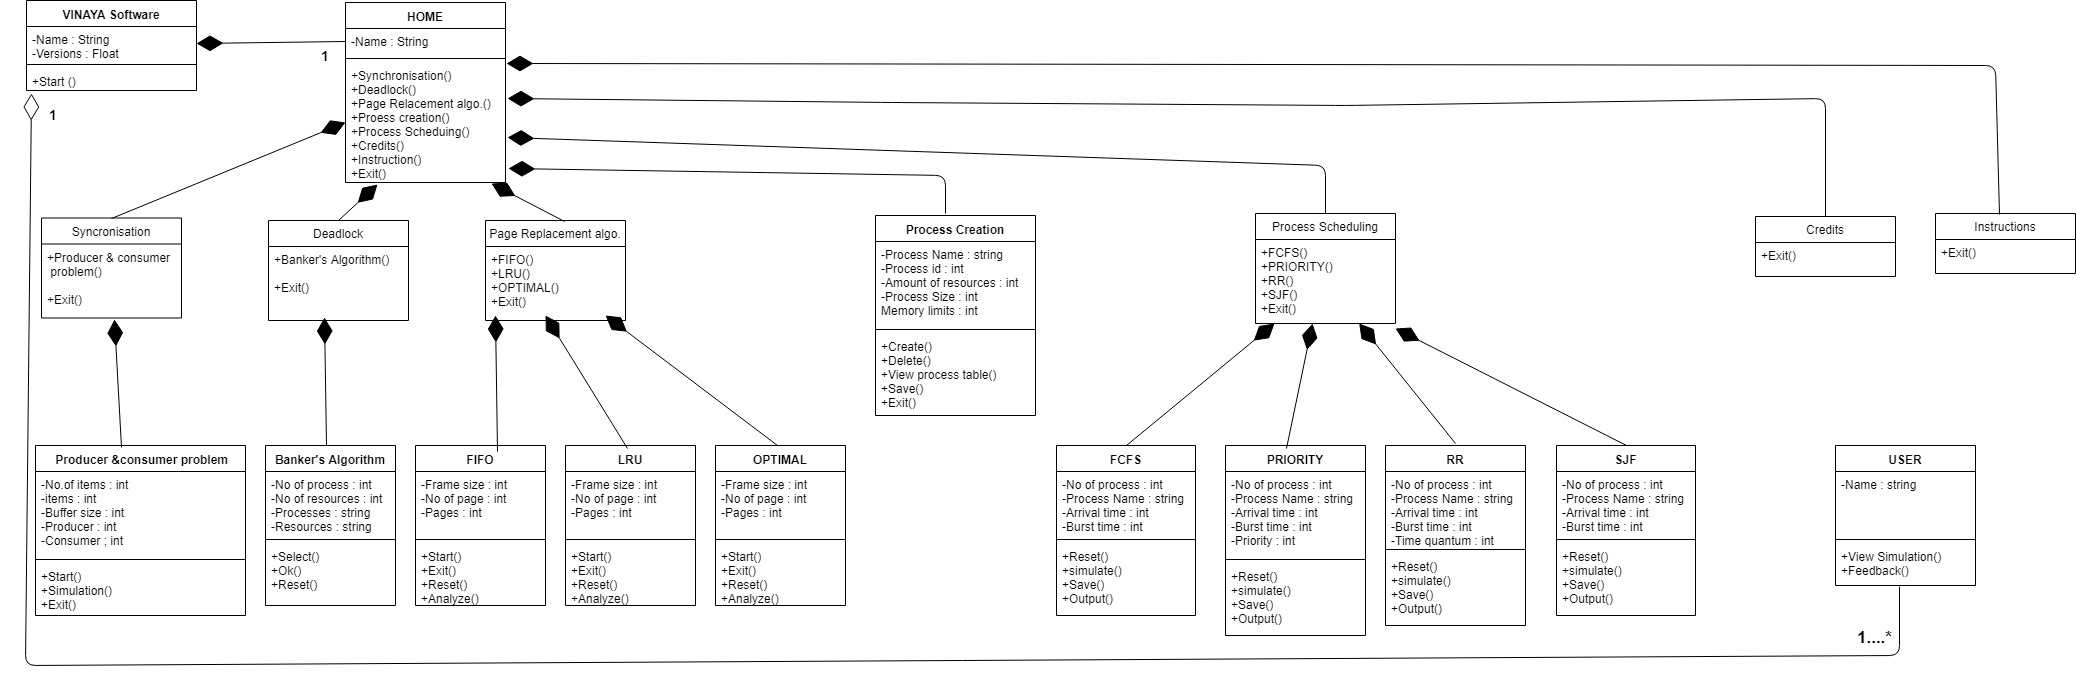 VINAYA Software
-Name : String
-Versions : Float
+Start ()
1
HOME
-Name : String
+Synchronisation()
+Deadlock()
+Page Relacement algo.()
+Proess creation()
+Process Scheduing()
+Credits()
+Instruction()
+Exit()
1
Syncronisation
+Producer & consumer
problem()
+Exit()
Deadlock
+Banker's Algorithm()
+Exit()
Page Replacement algo.
+FIFO()
+LRU()
+OPTIMAL()
+Exit()
Process Creation
-Process Name : string
-Process id : int
-Amount of resources : int
-Process Size : int
Memory limits : int
+Create()
+Delete()
+View process table()
+Save()
+Exit()
Process Scheduling
+FCFS()
+PRIORITY()
+RR()
+SJF()
+Exit()
Credits
+Exit()
Instructions
+Exit()
Producer &consumer problem
-No.of items : int
-items : int
-Buffer size : int
-Producer : int
-Consumer ; int
+Start()
+Simulation()
+Exit()
Banker's Algorithm
-No of process : int
-No of resources : int
-Processes : string
-Resources : string
+Select()
+Ok()
+Reset()
FIFO
-Frame size : int
-No of page : int
-Pages : int
+Start()
+Exit()
+Reset()
+Analyze()
LRU
-Frame size : int
-No of page : int
-Pages : int
+Start()
+Exit()
+Reset()
+Analyze()
OPTIMAL
-Frame size : int
-No of page : int
-Pages : int
+Start()
+Exit()
+Reset()
+Analyze()
FCFS
-No of process : int
-Process Name : string
-Arrival time : int
-Burst time : int
+Reset()
+simulate()
+Save()
+Output()
PRIORITY
-No of process : int
-Process Name : string
-Arrival time : int
-Burst time : int
-Priority : int
+Reset()
+simulate()
+Save()
+Output()
RR
-No of process : int
-Process Name : string
-Arrival time : int
-Burst time : int
-Time quantum : int
+Reset()
+simulate()
+Save()
+Output()
SJF
-No of process : int
-Process Name : string
-Arrival time : int
-Burst time : int
+Reset()
+simulate()
+Save()
+Output()
USER
-Name : string
+View Simulation()
+Feedback()
1....*